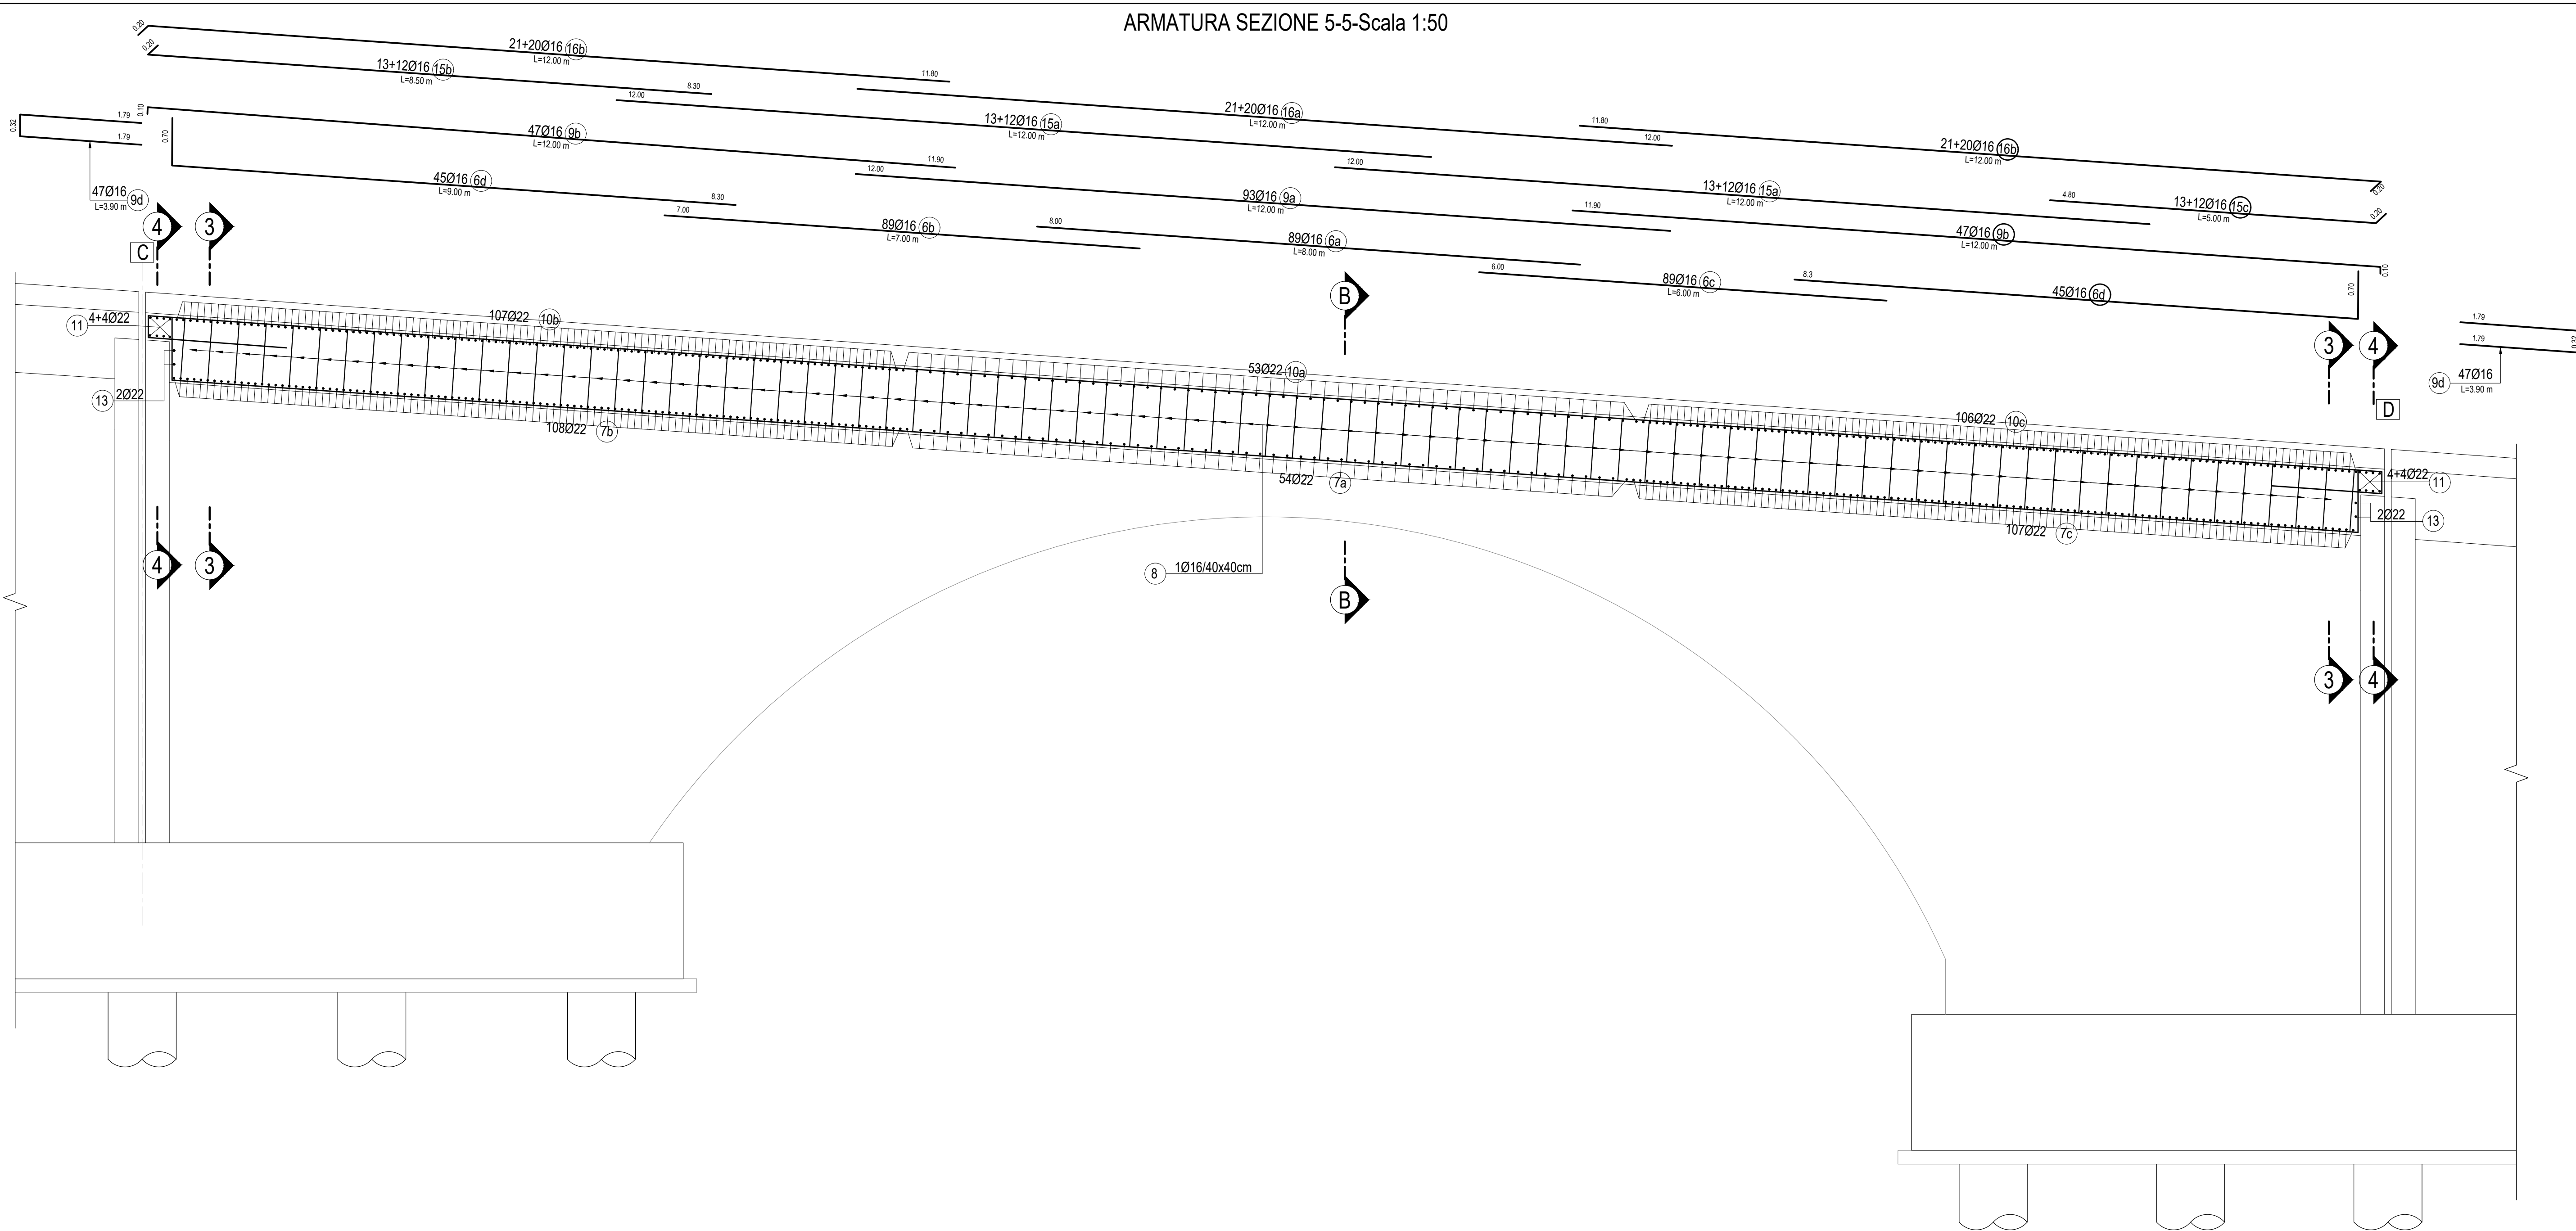 ARMATURA SEZIONE 5-5-Scala 1:50
0.20
21+20Ø16 16b
L=12.00 m
11.80
0.20
13+12Ø16 15b
L=8.50 m
8.30
12.00
13+12Ø16 15a
L=12.00 m
21+20Ø16 16a
L=12.00 m
12.00
11.80
21+20Ø16 16b
L=12.00 m
0.20
0.32
1.79
1.79
47Ø16 9d
L=3.90 m
0.10
47Ø16 9b
L=12.00 m
11.90
12.00
93Ø16 9a
L=12.00 m
12.00
13+12Ø16 15a
L=12.00 m
4.80
13+12Ø16 15c
L=5.00 m
0.20
0.70
45Ø16 6d
L=9.00 m
8.30
7.00
89Ø16 6b
L=7.00 m
8.00
89Ø16 6a
L=8.00 m
11.90
47Ø16 9b
L=12.00 m
0.10
6.00
89Ø16 6c
L=6.00 m
8.3
45Ø16 6d
0.70
1.79
1.79
0.32
47Ø16
9d
L=3.90 m
4
3
C
B
3
4
D
11 4+4Ø22
107Ø22 10b
53Ø22 10a
106Ø22 10c
13 2Ø22
108Ø22 7b
54Ø22 7a
107Ø22 7c
4+4Ø22 11
2Ø22 13
4
3
8 1Ø16/40x40cm
B
3
4